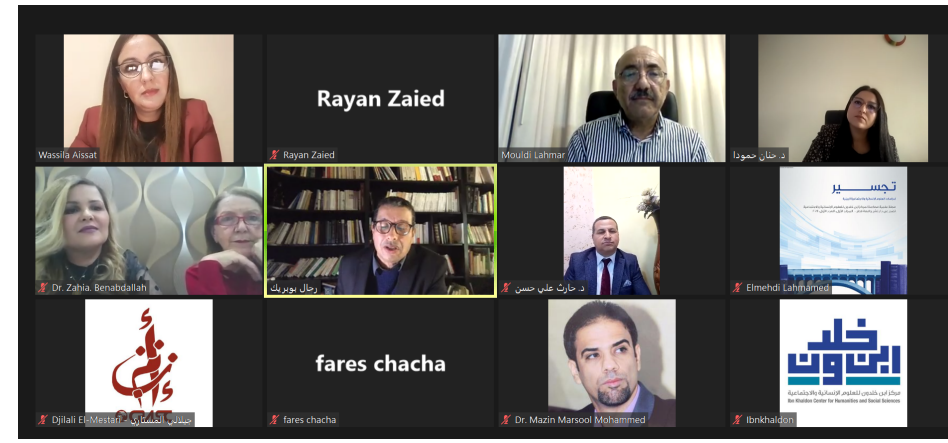 Wassila Aissat
Rayan Zaied
Rayan Zaied
Mouldi Lahmar
د. حنان حمودا
Dr. Zahia. Benabdallah
رحال بوبريك
د. حارث علي حسن
تجسير
Elmehdi Lahmamed
Djilali El-Mestari - جيلالي المستاري
fares chacha
fares chacha
Dr. Mazin Marsool Mohammed
ابن خلدون
مركز ابن خلدون للعلوم الإنسانية والاجتماعية
Ibn Khaldon Center for Humanities and Social Sciences
Ibnkhaldon